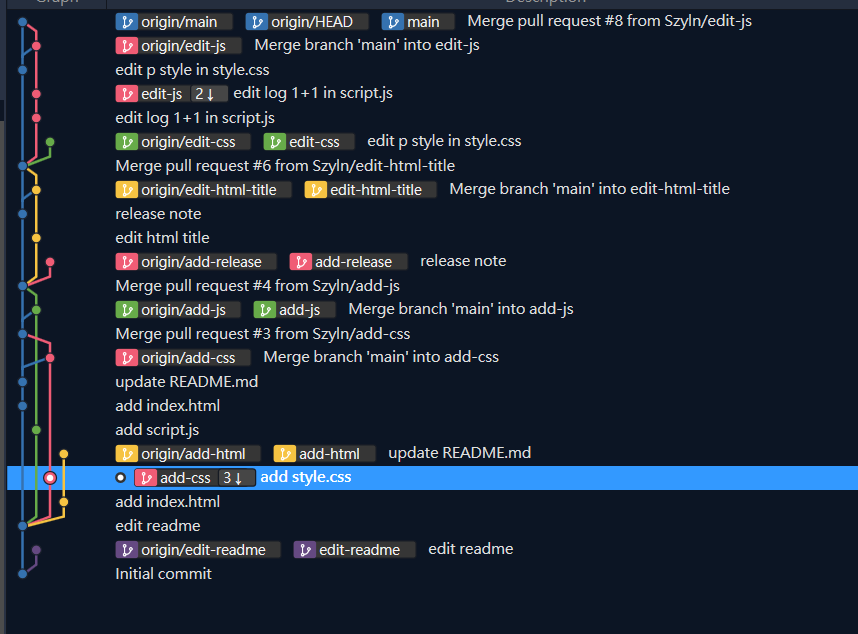 Graph Description
origin/main origin/HEAD main Merge pull request #8 from Szyln/edit-js
origin/edit-js Merge branch 'main' into edit-js
edit p style in style.css
edit-js 2↓ edit log 1+1 in script.js
edit log 1+1 in script.js
origin/edit-css edit-css edit p style in style.css
Merge pull request #6 from Szyln/edit-html-title
origin/edit-html-title edit-html-title Merge branch 'main' into edit-html-title
release note
edit html title
origin/add-release add-release release note
Merge pull request #4 from Szyln/add-js
origin/add-js add-js Merge branch 'main' into add-js
Merge pull request #3 from Szyln/add-css
origin/add-css Merge branch 'main' into add-css
update README.md
add index.html
add script.js
origin/add-html add-html update README.md
add-css 3↓ add style.css
add index.html
edit readme
origin/edit-readme edit-readme edit readme
Initial commit